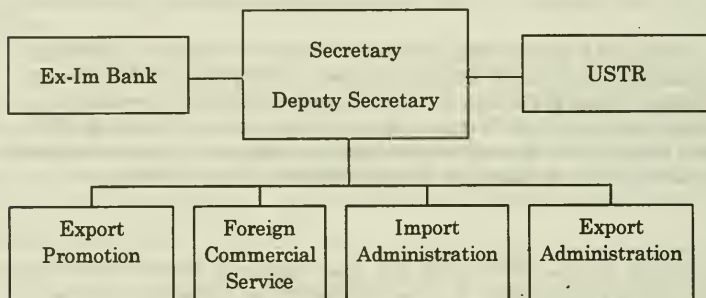 Ex-Im Bank
Secretary
Deputy Secretary
USTR
Export
Promotion
Foreign
Commercial
Service
Import
Administration
Export
Administration